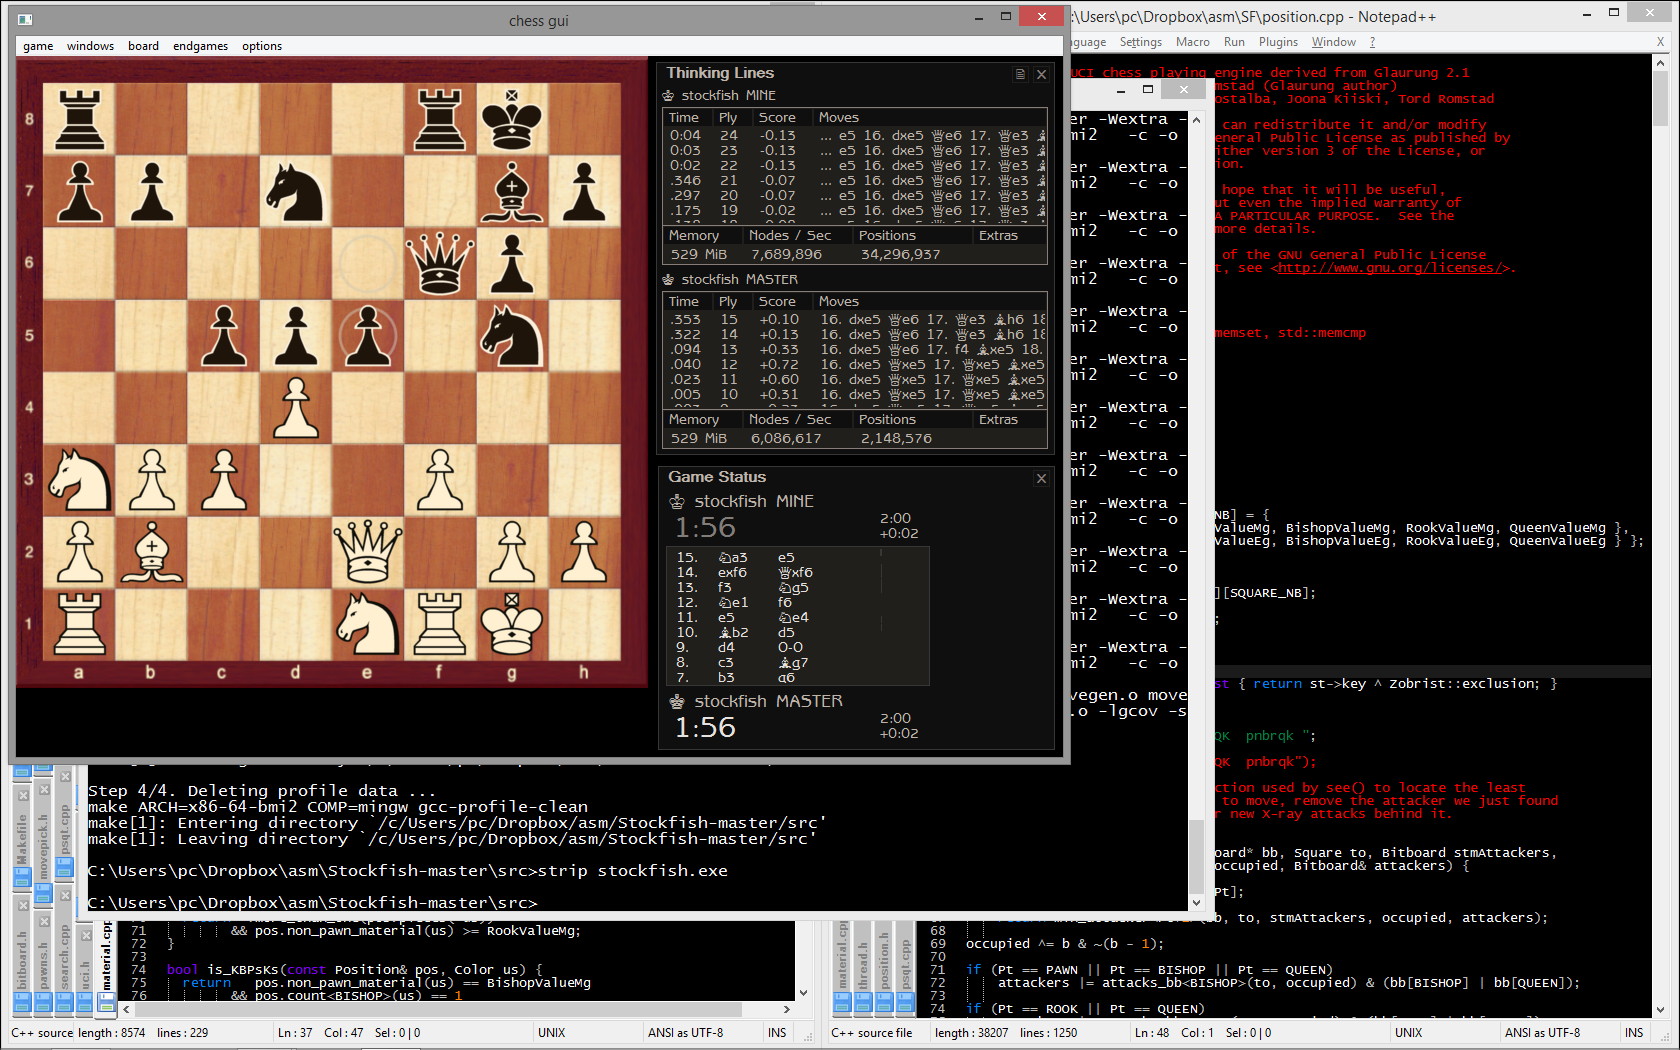 chess gui
game windows board endgames options
8
7
6
5
4
3
2
1
a b c d e f g h
Thinking Lines
stockfish MINE
Time Ply Score Moves
0:04 24 -0.13 ... e5 16. dxe5 ♕e6 17. ♕e3 ♝
0:03 23 -0.13 ... e5 16. dxe5 ♕e6 17. ♕e3 ♝
0:02 22 -0.13 ... e5 16. dxe5 ♕e6 17. ♕e3 ♝
.346 21 -0.07 ... e5 16. dxe5 ♕e6 17. ♕e3 ♝
.297 20 -0.07 ... e5 16. dxe5 ♕e6 17. ♕e3 ♝
.175 19 -0.02 ... e5 16. dxe5 ♕e6 17. ♕e3 ♝
Memory Nodes / Sec Positions Extras
529 MiB 7,689,896 34,296,937
stockfish MASTER
Time Ply Score Moves
.353 15 +0.10 16. dxe5 ♕e6 17. ♕e3 ♝h6 18
.322 14 +0.13 16. dxe5 ♕e6 17. ♕e3 ♝h6 18
.094 13 +0.33 16. dxe5 ♕e6 17. f4 ♝xe5 18.
.040 12 +0.72 16. dxe5 ♕xe5 17. ♕xe5 ♝xe5
.023 11 +0.60 16. dxe5 ♕xe5 17. ♕xe5 ♝xe5
.005 10 +0.31 16. dxe5 ♕xe5 17. ♕xe5 ♝xe5
Memory Nodes / Sec Positions Extras
529 MiB 6,086,617 2,148,576
Game Status
stockfish MINE
1:56
2:00
+0:02
15. ♘a3 e5
14. exf6 ♕xf6
13. f3 ♘g5
12. ♘e1 f6
11. e5 ♘e4
10. ♝b2 d5
9. d4 O-O
8. c3 ♝g7
7. b3 a6
stockfish MASTER
1:56
2:00
+0:02
:\Users\pc\Dropbox\asm\SF\position.cpp - Notepad++
nguage Settings Macro Run Plugins Window ? X
UCI chess playing engine derived from Glaurung 2.1
mstad (Glaurung author)
ostalba, Joona Kiiski, Tord Romstad
can redistribute it and/or modify
eneral Public License as published by
ither version 3 of the License, or
ion.
hope that it will be useful,
ut even the implied warranty of
A PARTICULAR PURPOSE. See the
more details.
of the GNU General Public License
t, see <http://www.gnu.org/licenses/>.
memset, std::memcmp
NB] = {
ValueMg, BishopValueMg, RookValueMg, QueenValueMg },
ValueEg, BishopValueEg, RookValueEg, QueenValueEg } };
][SQUARE_NB];
;
st { return st->key ^ Zobrist::exclusion; }
QK pnbrqk ";
QK pnbrqk");
ction used by see() to locate the least
to move, remove the attacker we just found
r new X-ray attacks behind it.
oard* bb, Square to, Bitboard stmAttackers,
occupied, Bitboard& attackers) {
Pt];
er -Wextra -
mi2 -c -o
er -Wextra -
mi2 -c -o
er -Wextra -
mi2 -c -o
er -Wextra -
mi2 -c -o
er -Wextra -
mi2 -c -o
er -Wextra -
mi2 -c -o
er -Wextra -
mi2 -c -o
er -Wextra -
mi2 -c -o
er -Wextra -
mi2 -c -o
er -Wextra -
mi2 -c -o
er -Wextra -
mi2 -c -o
er -Wextra -
mi2 -c -o
vegen.o move
.o -lgcov -s
Step 4/4. Deleting profile data ...
make ARCH=x86-64-bmi2 COMP=mingw gcc-profile-clean
make[1]: Entering directory `/c/Users/pc/Dropbox/asm/Stockfish-master/src'
make[1]: Leaving directory `/c/Users/pc/Dropbox/asm/Stockfish-master/src'
C:\Users\pc\Dropbox\asm\Stockfish-master\src>strip stockfish.exe
C:\Users\pc\Dropbox\asm\Stockfish-master\src>
Makefile
movepick.h
psqt.cpp
bitboard.h
pawns.h
search.cpp
uci.h
material.cpp
71 && pos.non_pawn_material(us) >= RookValueMg;
72 }
73
74 bool is_KBPsKs(const Position& pos, Color us) {
75 return pos.non_pawn_material(us) == BishopValueMg
76 && pos.count<BISHOP>(us) == 1
C++ source length : 8574 lines : 229 Ln : 37 Col : 47 Sel : 0 | 0 UNIX ANSI as UTF-8 INS
material.cpp
thread.h
position.h
psqt.cpp
(bb, to, stmAttackers, occupied, attackers);
68
69 occupied ^= b & ~(b - 1);
70
71 if (Pt == PAWN || Pt == BISHOP || Pt == QUEEN)
72 attackers |= attacks_bb<BISHOP>(to, occupied) & (bb[BISHOP] | bb[QUEEN]);
73
74 if (Pt == ROOK || Pt == QUEEN)
C++ source file length : 38207 lines : 1250 Ln : 48 Col : 1 Sel : 0 | 0 UNIX ANSI as UTF-8 INS